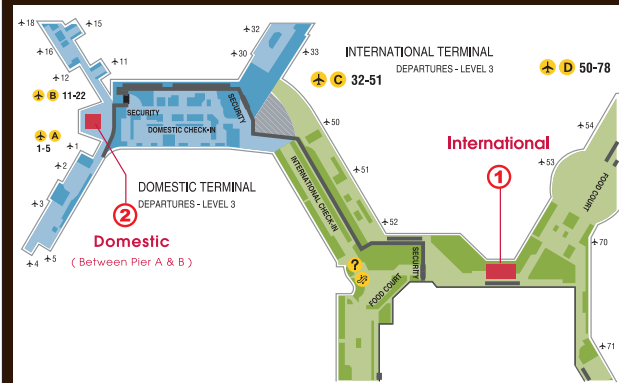 18
15
16
11
12
B 11-22
A
1-5
1
2
3
4
5
32
30
33
INTERNATIONAL TERMINAL
DEPARTURES - LEVEL 3
C 32-51
D 50-78
SECURITY
SECURITY
DOMESTIC CHECK-IN
DOMESTIC TERMINAL
DEPARTURES - LEVEL 3
2
Domestic
( Between Pier A & B )
50
51
52
INTERNATIONAL CHECK-IN
?
FOOD COURT
SECURITY
International
1
54
53
FOOD COURT
70
71